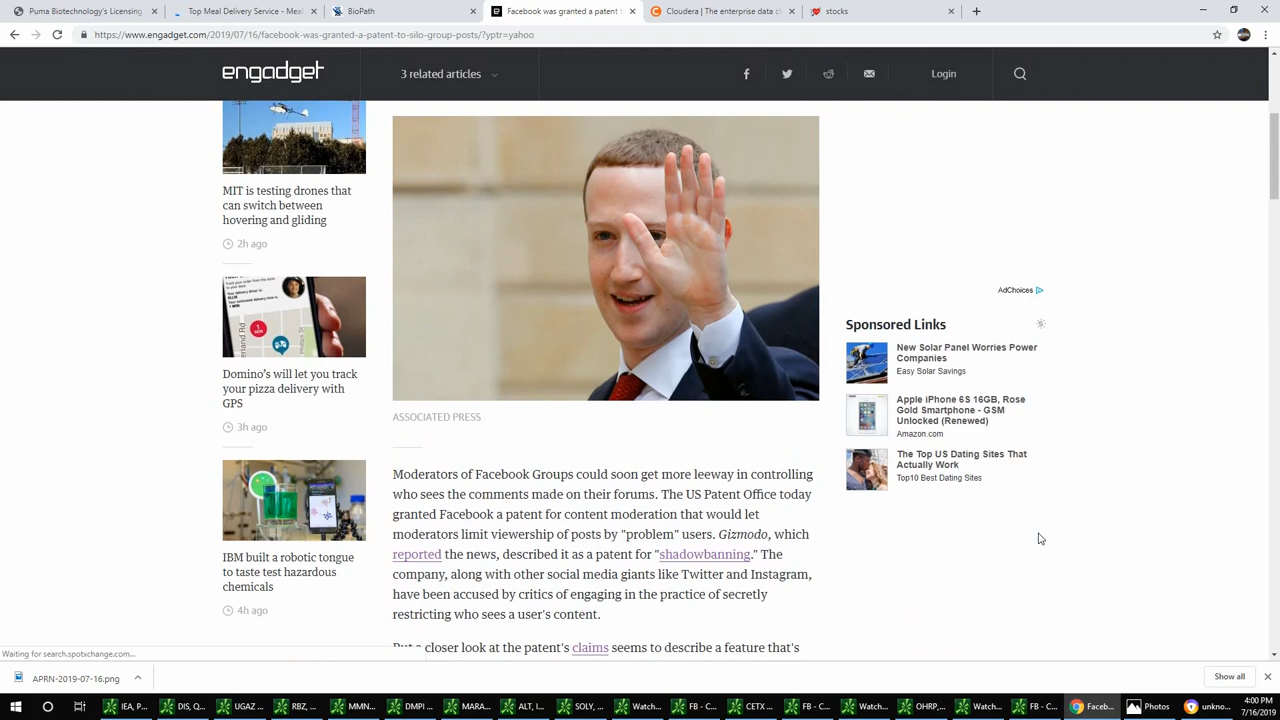 Puma Biotechnology's Licensing
Top Meal Delivery Service - Meal
BioPath
Facebook was granted a patent t
Cloudera | The enterprise data cl
stocks
https://www.engadget.com/2019/07/16/facebook-was-granted-a-patent-to-silo-group-posts/?yptr=yahoo
engadget
3 related articles
Login
MIT is testing drones that
can switch between
hovering and gliding
2h ago
Domino's will let you track
your pizza delivery with
GPS
3h ago
IBM built a robotic tongue
to taste test hazardous
chemicals
4h ago
ASSOCIATED PRESS
Moderators of Facebook Groups could soon get more leeway in controlling
who sees the comments made on their forums. The US Patent Office today
granted Facebook a patent for content moderation that would let
moderators limit viewership of posts by "problem" users. Gizmodo, which
reported the news, described it as a patent for "shadowbanning." The
company, along with other social media giants like Twitter and Instagram,
have been accused by critics of engaging in the practice of secretly
restricting who sees a user's content.
But a closer look at the patent's claims seems to describe a feature that's
AdChoices
Sponsored Links
New Solar Panel Worries Power
Companies
Easy Solar Savings
Apple iPhone 6S 16GB, Rose
Gold Smartphone - GSM
Unlocked (Renewed)
Amazon.com
The Top US Dating Sites That
Actually Work
Top10 Best Dating Sites
Waiting for search.spotxchange.com...
APRN-2019-07-16.png
Show all
IEA, P...
DIS, Q...
UGAZ ...
RBZ, ...
MMN...
DMPI ...
MARA...
ALT, I...
SOLY, ...
Watch...
FB - C...
CETX ...
FB - C...
Watch...
OHRP,...
Watch...
FB - C...
Faceb...
Photos
unkno...
4:00 PM
7/16/2019